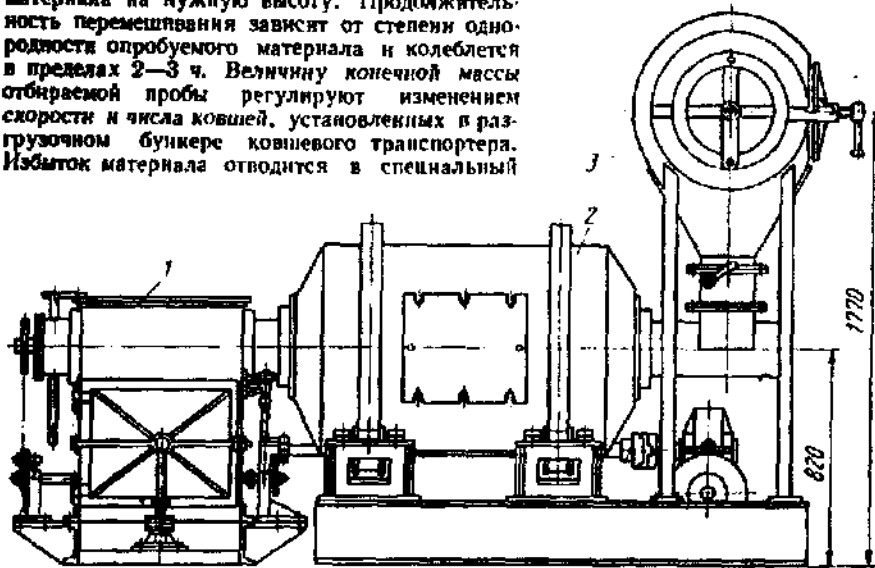 материала на нужную высоту. Продолжитель-
ность перемешивания зависит от степени одно-
родности опробуемого материала и колеблется
в пределах 2—3 ч. Величину конечной массы
отбираемой пробы регулируют изменением
скорости и числа ковшей, установленных в раз-
грузочном бункере ковшевого транспортера.
Избыток материала отводится в специальный
3
2
1
1770
820